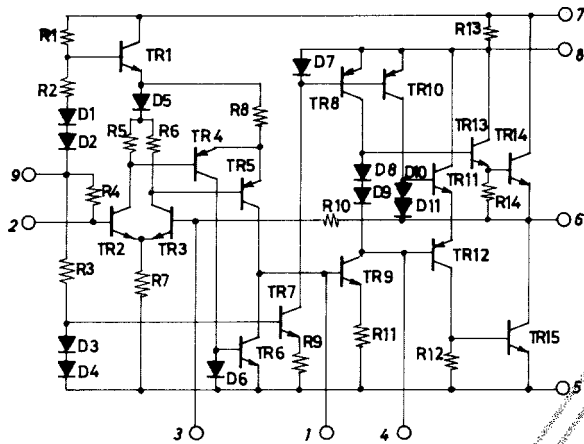 7
R1
R13
TR1
8
D7
R2
D5
TR8
TR10
D1
R8
TR4
TR13
TR14
D2
R5
R6
TR5
D8
D10
9
R4
D9
TR11
D11
R14
2
R10
6
TR2
TR3
R3
R7
TR7
TR9
TR12
D3
TR6
R9
R11
R12
TR15
D4
D6
5
3
1
4